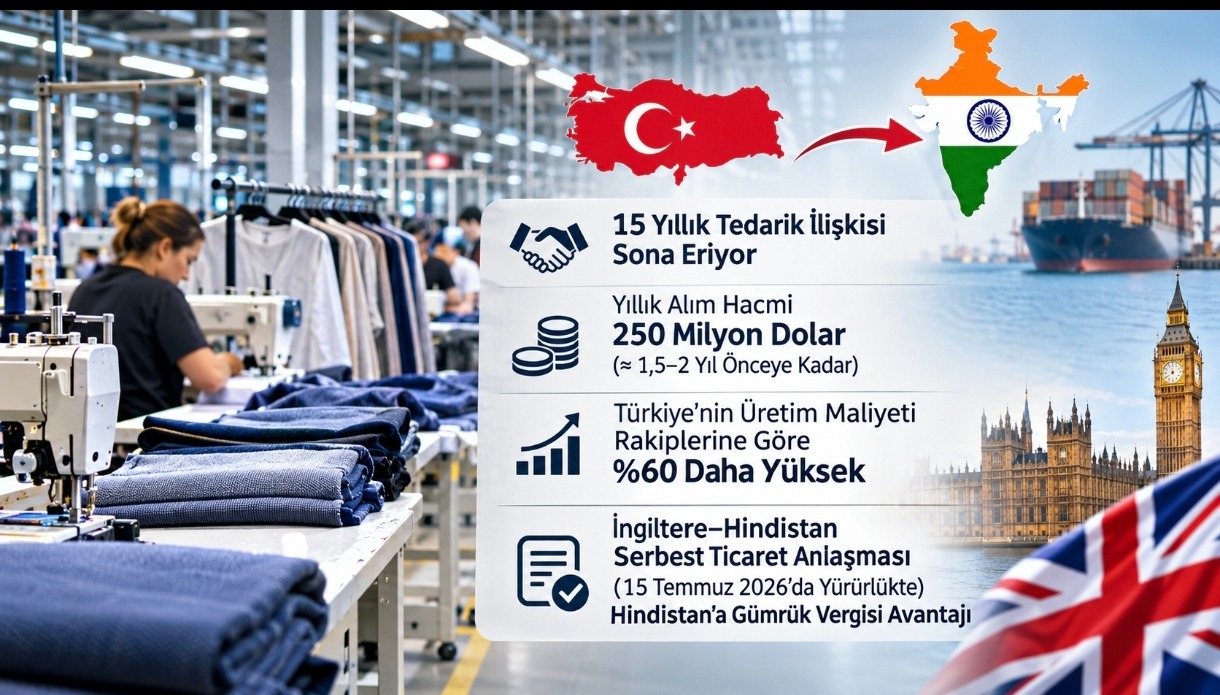 15 Yıllık Tedarik İlişkisi
Sona Eriyor
Yıllık Alım Hacmi
250 Milyon Dolar
(≈ 1,5–2 Yıl Önceye Kadar)
Türkiye'nin Üretim Maliyeti
Rakiplerine Göre
%60 Daha Yüksek
İngiltere–Hindistan
Serbest Ticaret Anlaşması
(15 Temmuz 2026'da Yürürlükte)
Hindistan'a Gümrük Vergisi Avantajı